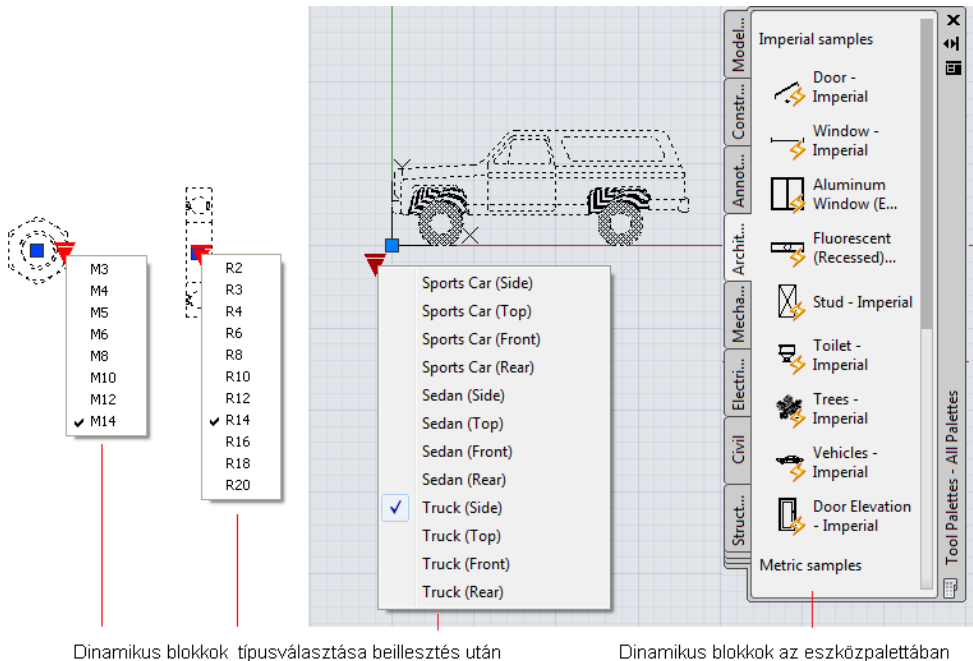 M3
M4
M5
M6
M8
M10
M12
M14
R2
R3
R4
R6
R8
R10
R12
R14
R16
R18
R20
Sports Car (Side)
Sports Car (Top)
Sports Car (Front)
Sports Car (Rear)
Sedan (Side)
Sedan (Top)
Sedan (Front)
Sedan (Rear)
Truck (Side)
Truck (Top)
Truck (Front)
Truck (Rear)
Model...
Constr...
Annot...
Archit...
Mecha...
Electri...
Civil
Struct...
Imperial samples
Door -
Imperial
Window -
Imperial
Aluminum
Window (E...
Fluorescent
(Recessed)...
Stud - Imperial
Toilet -
Imperial
Trees -
Imperial
Vehicles -
Imperial
Door Elevation
- Imperial
Metric samples
Tool Palettes - All Palettes
Dinamikus blokkok típusválasztása beillesztés után
Dinamikus blokkok az eszközpalettában